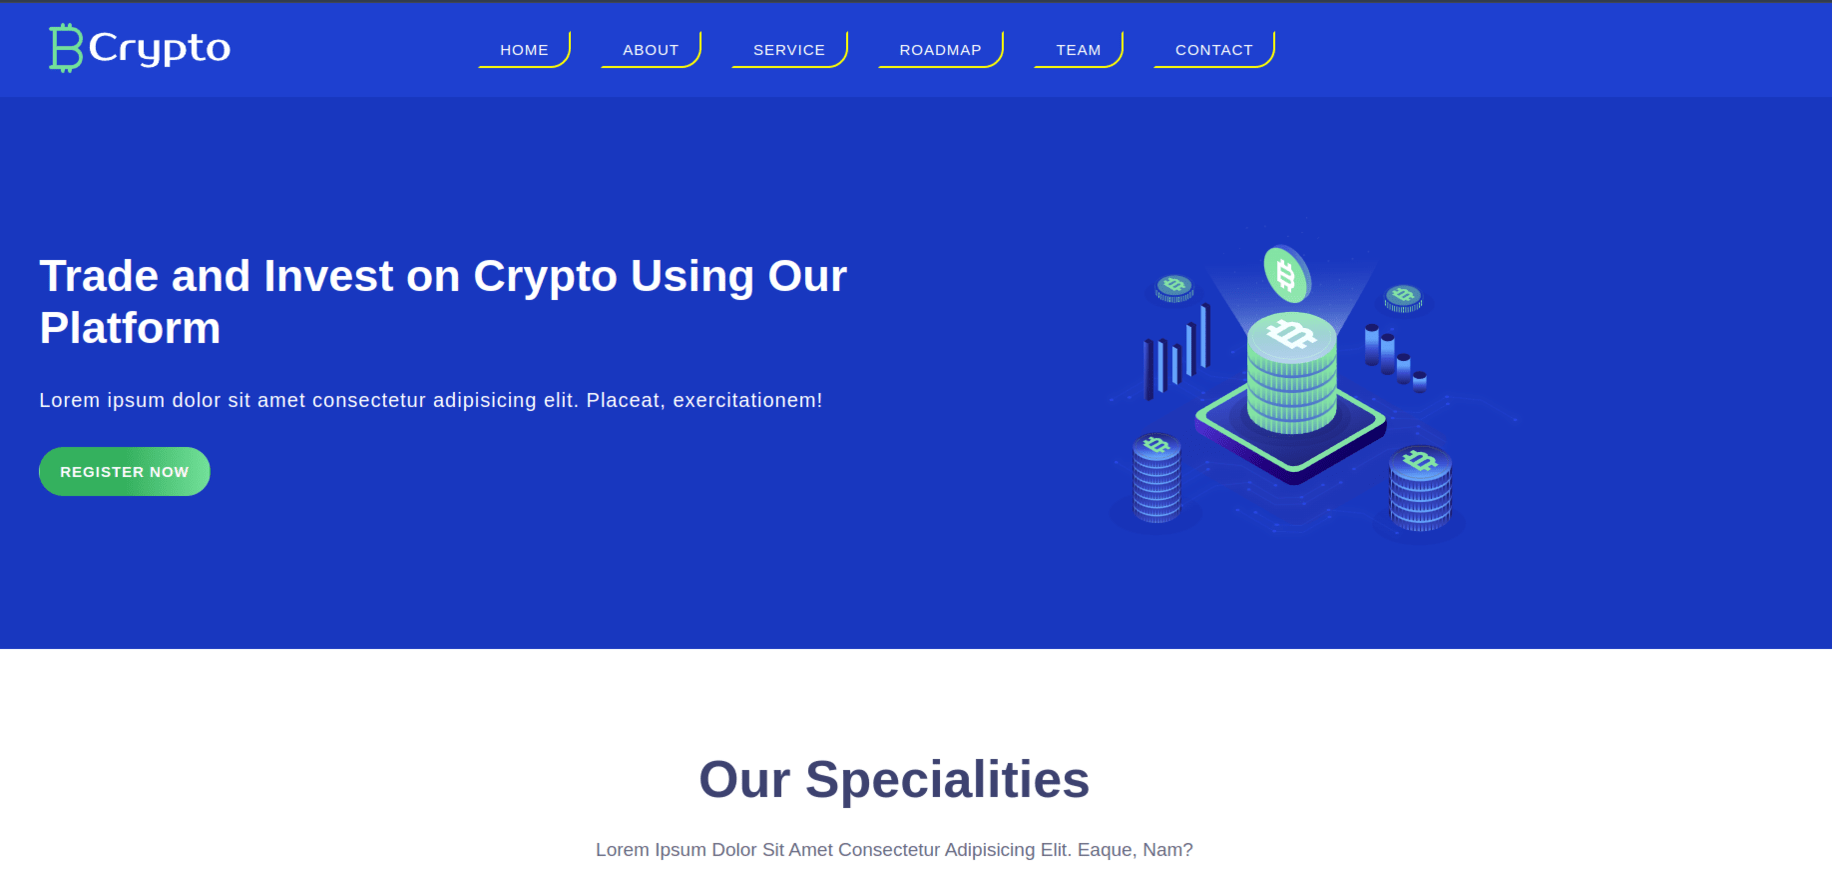 Crypto
HOME ABOUT SERVICE ROADMAP TEAM CONTACT
Trade and Invest on Crypto Using Our
Platform
Lorem ipsum dolor sit amet consectetur adipisicing elit. Placeat, exercitationem!
REGISTER NOW
Our Specialities
Lorem Ipsum Dolor Sit Amet Consectetur Adipisicing Elit. Eaque, Nam?